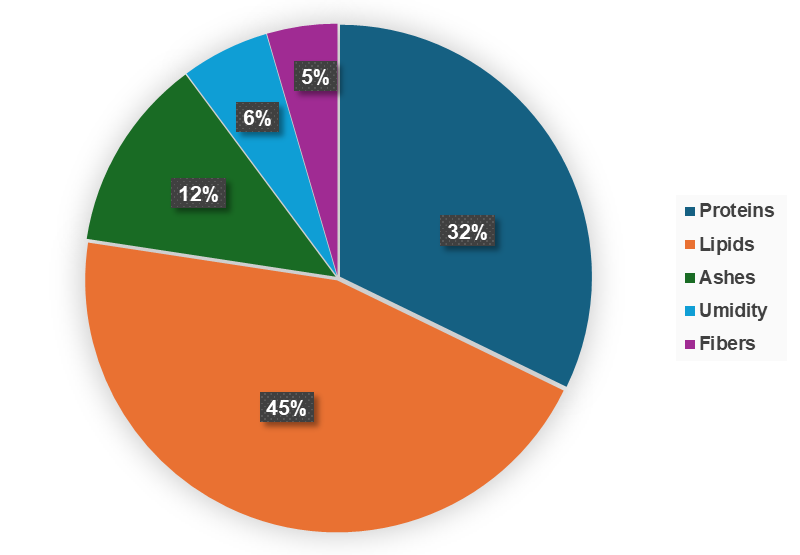 5%
6%
12%
32%
45%
Proteins
Lipids
Ashes
Umidity
Fibers